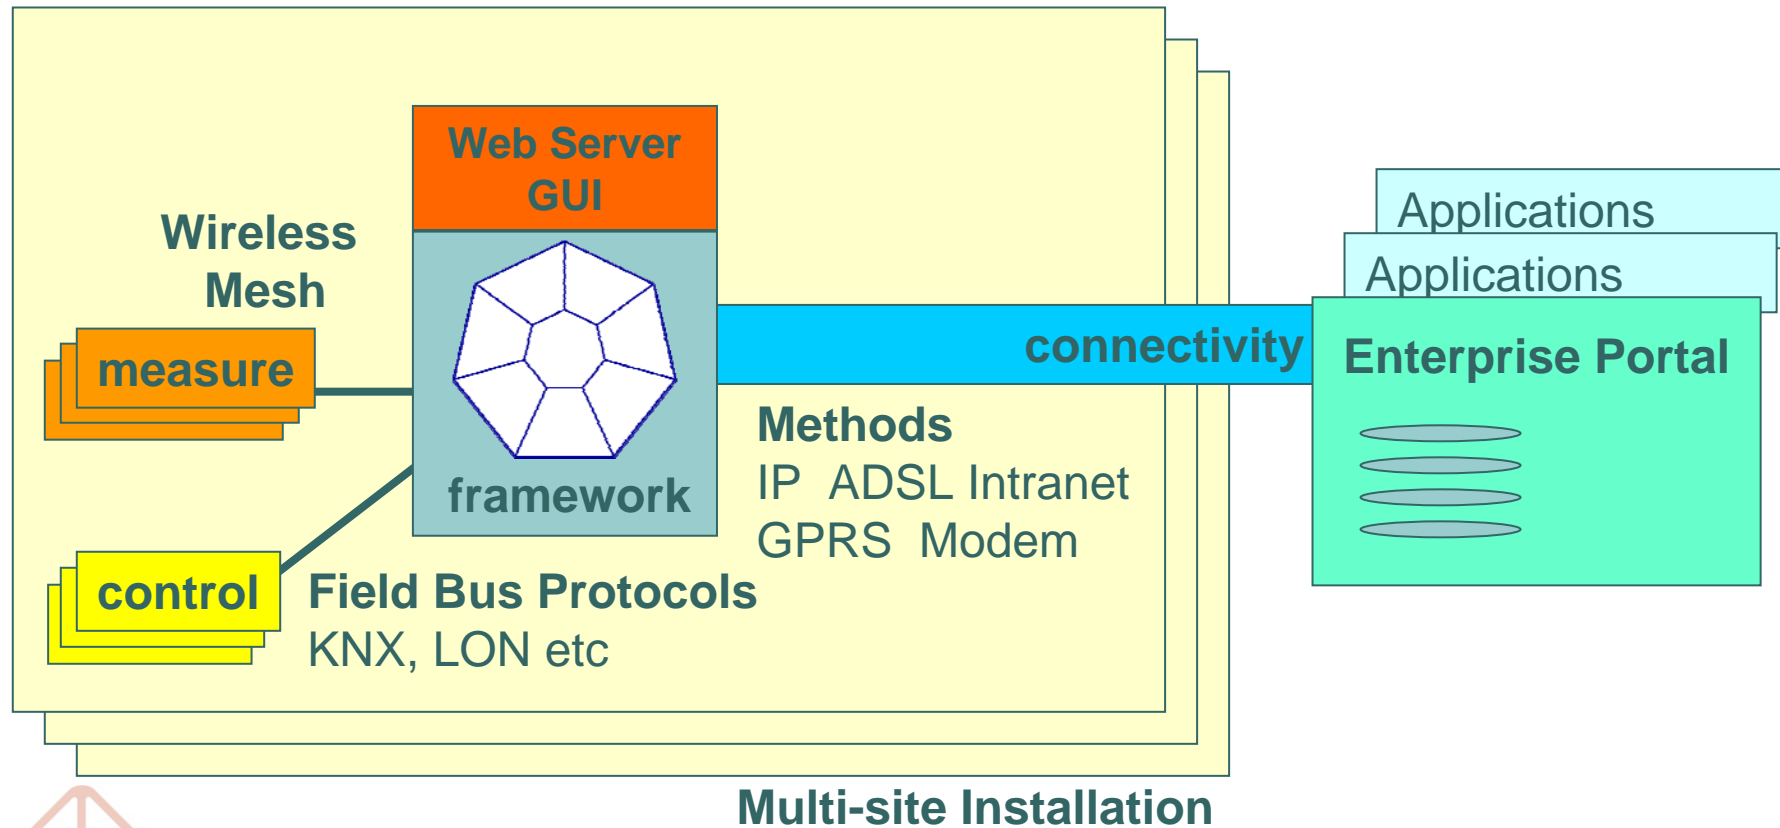 Web Server
GUI
Wireless
Mesh
measure
framework
control
Field Bus Protocols
KNX, LON etc
connectivity
Methods
IP ADSL Intranet
GPRS Modem
Applications
Applications
Enterprise Portal
Multi-site Installation